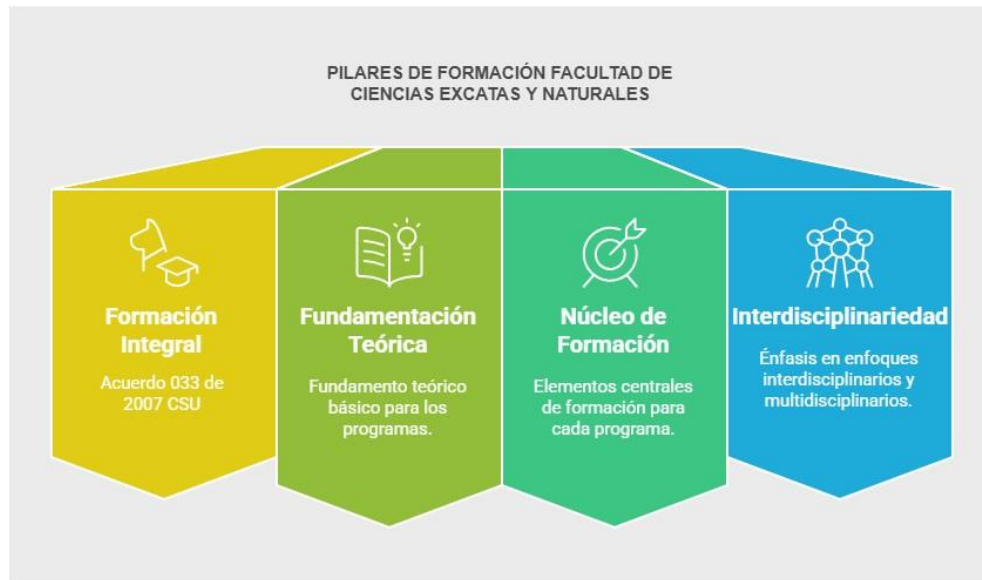 PILARES DE FORMACIÓN FACULTAD DE
CIENCIAS EXCATAS Y NATURALES
Formación
Integral
Acuerdo 033 de
2007 CSU
Fundamentación
Teórica
Fundamento teórico
básico para los
programas.
Núcleo de
Formación
Elementos centrales
de formación para
cada programa.
Interdisciplinariedad
Énfasis en enfoques
interdisciplinarios y
multidisciplinarios.